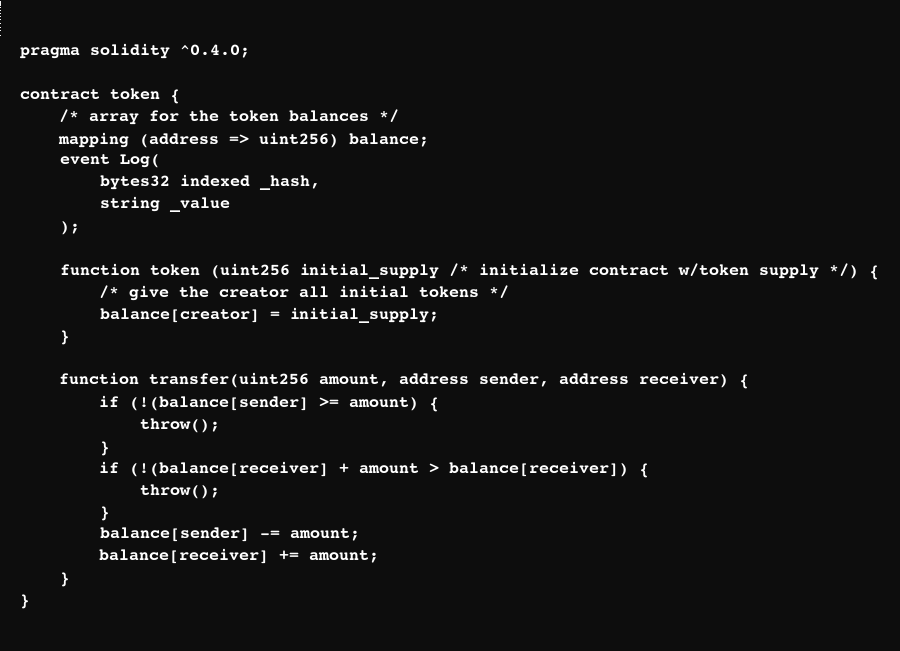 pragma solidity ^0.4.0;
contract token {
/* array for the token balances */
mapping (address => uint256) balance;
event Log(
bytes32 indexed _hash,
string _value
);
function token (uint256 initial_supply /* initialize contract w/token supply */) {
/* give the creator all initial tokens */
balance[creator] = initial_supply;
}
function transfer(uint256 amount, address sender, address receiver) {
if (!(balance[sender] >= amount) {
throw();
}
if (!(balance[receiver] + amount > balance[receiver]) {
throw();
}
balance[sender] -= amount;
balance[receiver] += amount;
}
}